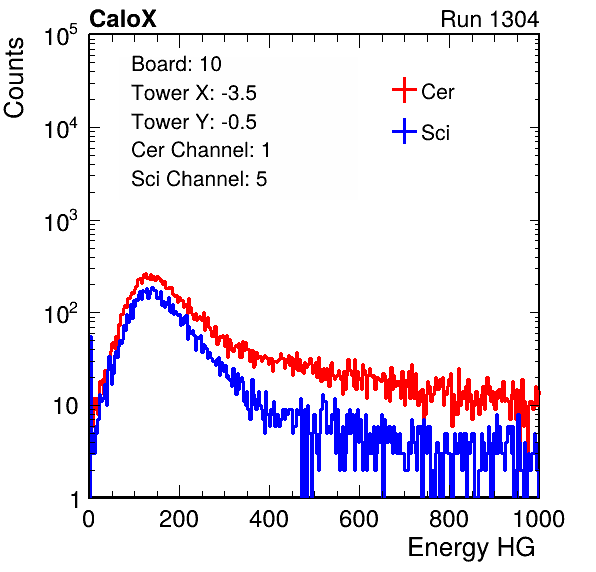 CaloX Run 1304
Counts
10^5
10^4
10^3
10^2
10
1
Board: 10
Tower X: -3.5
Tower Y: -0.5
Cer Channel: 1
Sci Channel: 5
Cer
Sci
0 200 400 600 800 1000
Energy HG